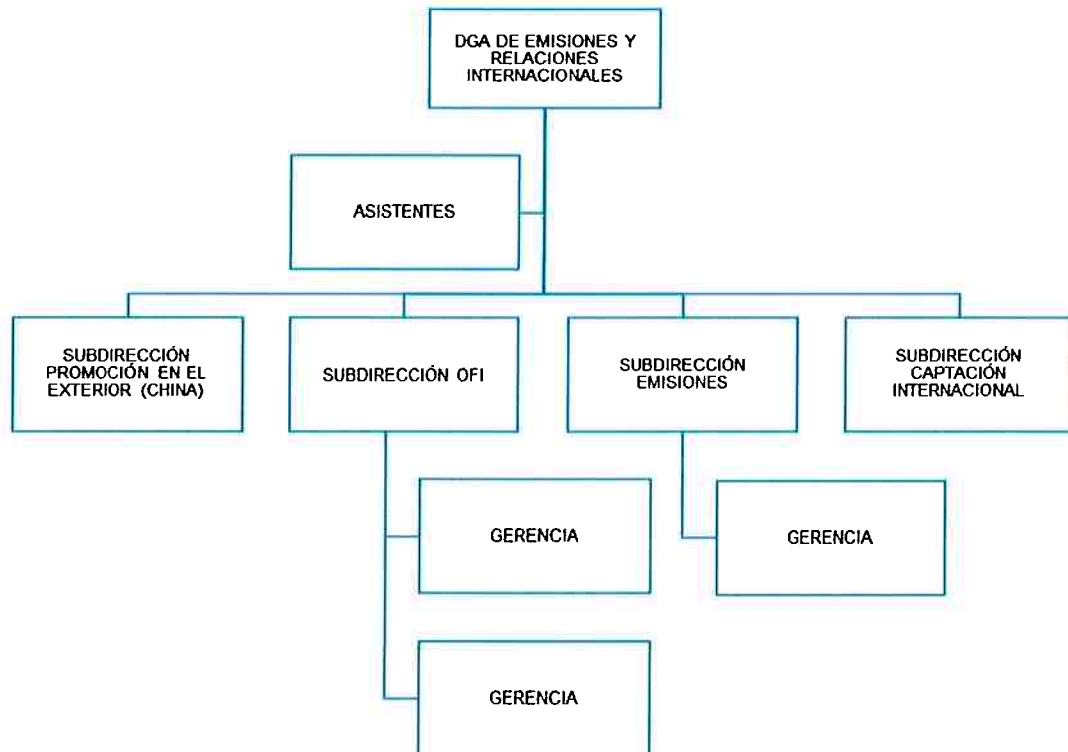 DGA DE EMISIONES Y
RELACIONES
INTERNACIONALES
ASISTENTES
SUBDIRECCIÓN
PROMOCIÓN EN EL
EXTERIOR (CHINA)
SUBDIRECCIÓN OFI
SUBDIRECCIÓN
EMISIONES
SUBDIRECCIÓN
CAPTACIÓN
INTERNACIONAL
GERENCIA
GERENCIA
GERENCIA